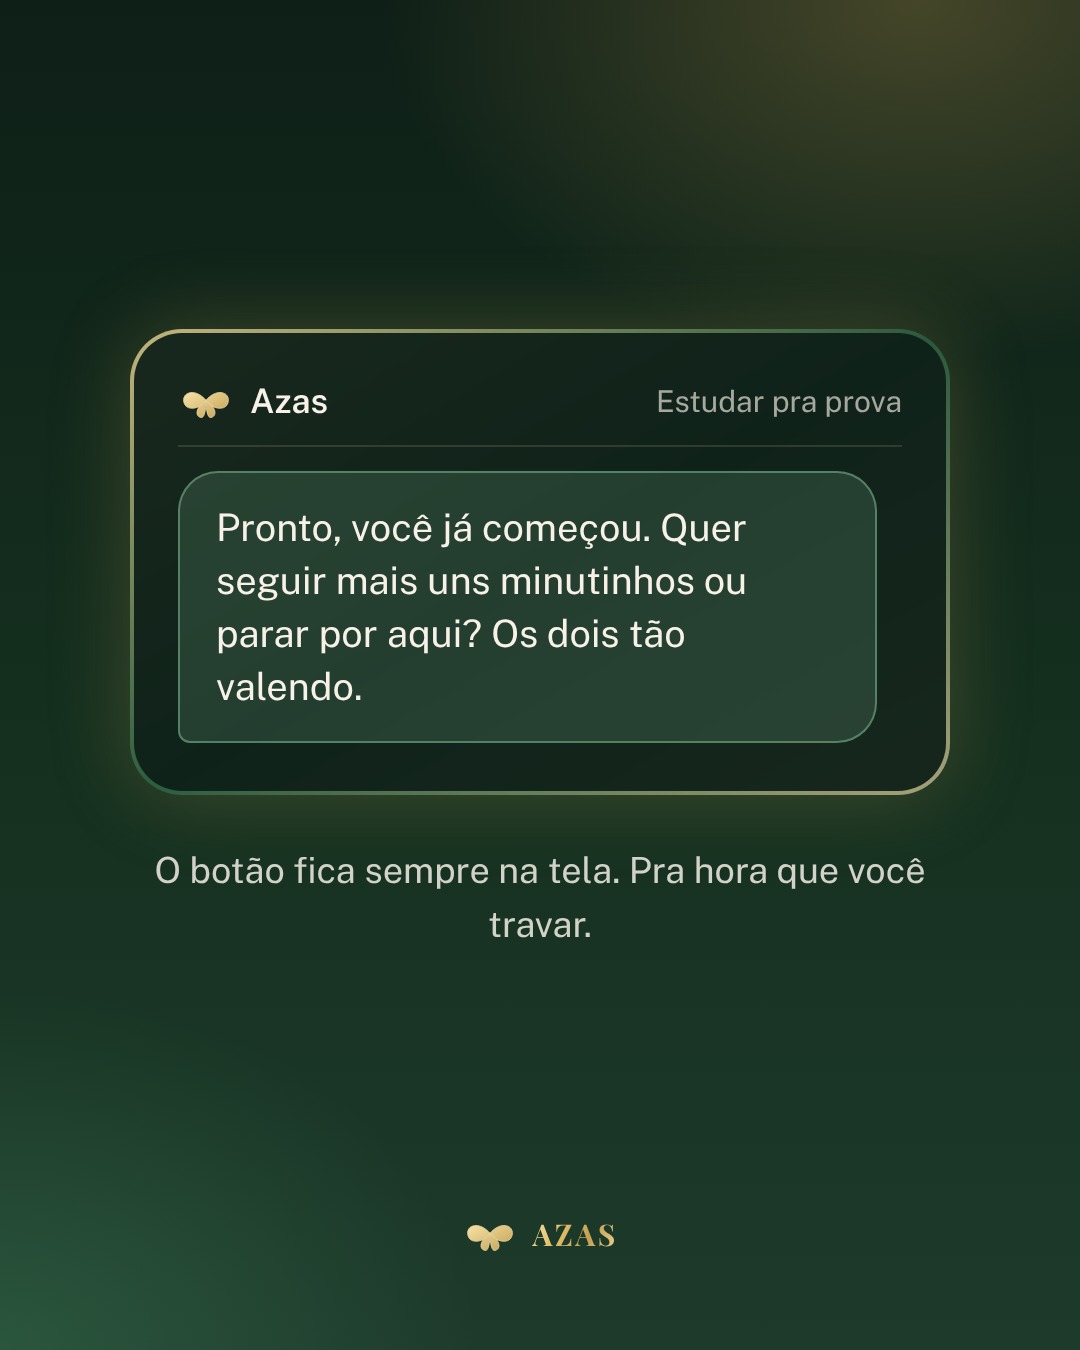 Azas
Estudar pra prova
Pronto, você já começou. Quer
seguir mais uns minutinhos ou
parar por aqui? Os dois tão
valendo.
O botão fica sempre na tela. Pra hora que você
travar.
AZAS